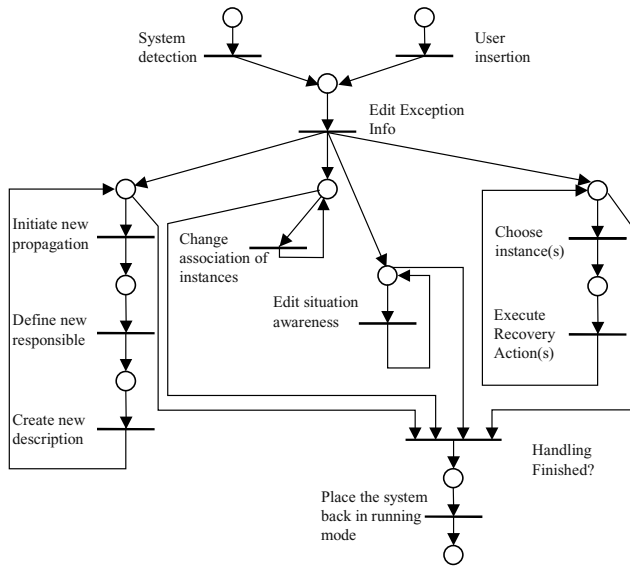 System
detection
User
insertion
Edit Exception
Info
Initiate new
propagation
Change
association of
instances
Choose
instance(s)
Edit situation
awareness
Define new
responsible
Execute
Recovery
Action(s)
Create new
description
Handling
Finished?
Place the system
back in running
mode